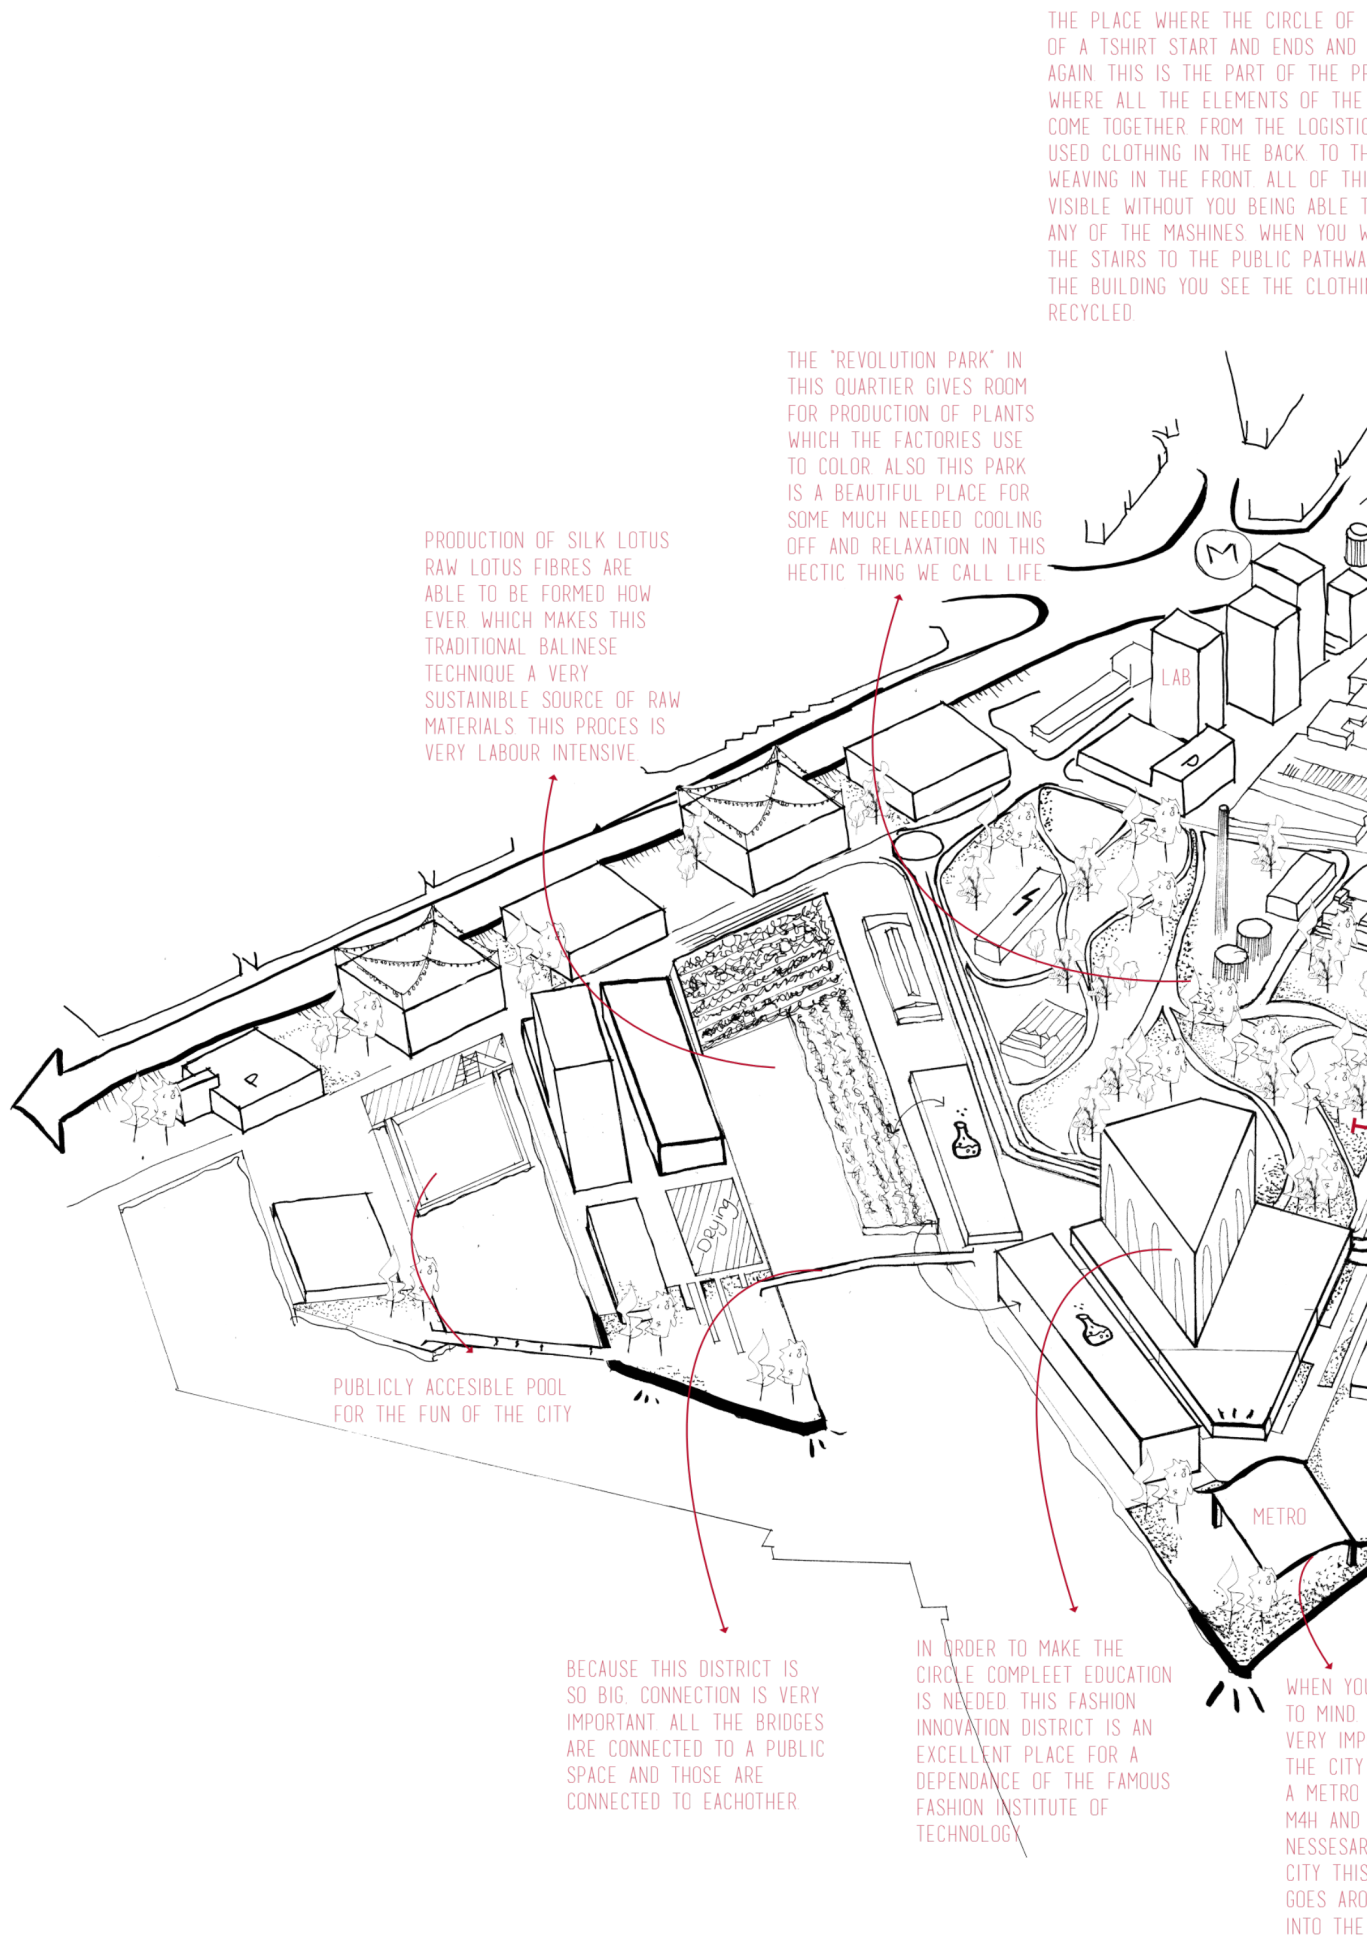 THE PLACE WHERE THE CIRCLE OF
OF A TSHIRT START AND ENDS AND
AGAIN. THIS IS THE PART OF THE
WHERE ALL THE ELEMENTS OF THE
COME TOGETHER. FROM THE
USED CLOTHING IN THE BACK. TO
WEAVING IN THE FRONT. ALL OF
VISIBLE WITHOUT YOU BEING ABLE
ANY OF THE MASHINES. WHEN YOU
THE STAIRS TO THE PUBLIC
THE BUILDING YOU SEE THE
RECYCLED.
THE "REVOLUTION PARK" IN
THIS QUARTIER GIVES ROOM
FOR PRODUCTION OF PLANTS
WHICH THE FACTORIES USE
TO COLOR ALSO THIS PARK
IS A BEAUTIFUL PLACE FOR
SOME MUCH NEEDED COOLING
OFF AND RELAXATION IN THIS
HECTIC THING WE CALL LIFE.
PRODUCTION OF SILK LOTUS
RAW LOTUS FIBRES ARE
ABLE TO BE FORMED HOW
EVER. WHICH MAKES THIS
TRADITIONAL BALINESE
TECHNIQUE A VERY
SUSTAINIBLE SOURCE OF RAW
MATERIALS. THIS PROCES IS
VERY LABOUR INTENSIVE.
M
LAB
P
P
Drying
PUBLICLY ACCESIBLE POOL
FOR THE FUN OF THE CITY
METRO
BECAUSE THIS DISTRICT IS
SO BIG, CONNECTION IS VERY
IMPORTANT. ALL THE BRIDGES
ARE CONNECTED TO A PUBLIC
SPACE AND THOSE ARE
CONNECTED TO EACHOTHER.
IN ORDER TO MAKE THE
CIRCLE COMPLEET EDUCATION
IS NEEDED. THIS FASHION
INNOVATION DISTRICT IS AN
EXCELLENT PLACE FOR A
DEPENDANCE OF THE FAMOUS
FASHION INSTITUTE OF
TECHNOLOGY
WHEN
TO MIND
VERY
THE CITY
A METRO
M4H AND
CITY
GOES
INTO THE